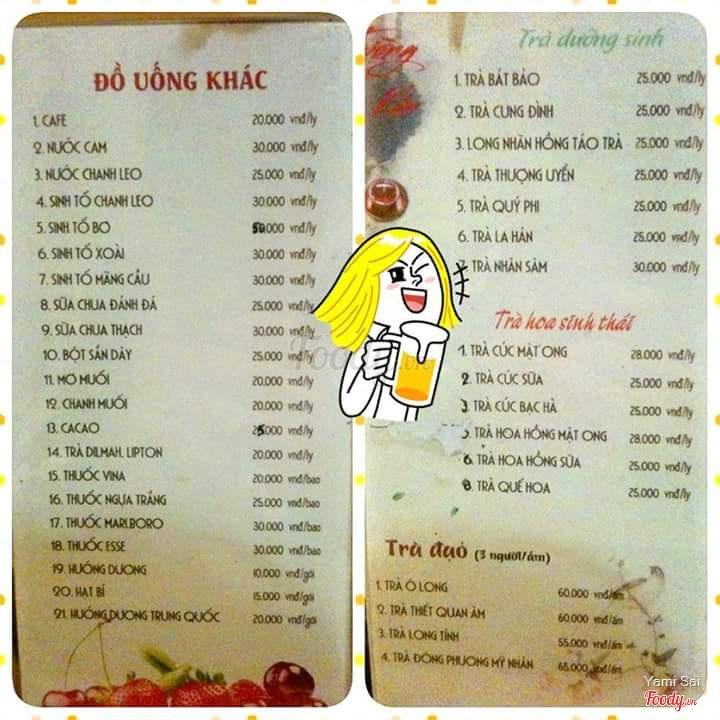 ĐỒ UỐNG KHÁC
1. CAFE 20.000 vnđ/ly
2. NƯỚC CAM 30.000 vnđ/ly
3. NƯỚC CHANH LEO 25.000 vnđ/ly
4. SINH TỐ CHANH LEO 30.000 vnđ/ly
5. SINH TỐ BƠ .000 vnđ/ly
6. SINH TỐ XOÀI 30.000 vnđ/ly
7. SINH TỐ MÃNG CẦU 30.000 vnđ/ly
8. SỮA CHUA ĐÁNH ĐÁ 25.000 vnđ/ly
9. SỮA CHUA THẠCH 30.000 vnđ/ly
10. BỘT SẮN DÂY 25.000 vnđ/ly
11. MƠ MUỐI 20.000 vnđ/ly
12. CHANH MUỐI 20.000 vnđ/ly
13. CACAO 25.000 vnđ/ly
14. TRÀ DILMAH, LIPTON 20.000 vnđ/ly
15. THUỐC VINA 20.000 vnđ/bao
16. THUỐC NGỰA TRẮNG 25.000 vnđ/bao
17. THUỐC MARLBORO 30.000 vnđ/bao
18. THUỐC ESSE 30.000 vnđ/bao
19. HƯỚNG DƯƠNG 10.000 vnđ/gói
20. HẠT BÍ 15.000 vnđ/gói
21. HƯỚNG DƯƠNG TRUNG QUỐC 20.000 vnđ/gói
Trà dưỡng sinh
1. TRÀ BÁT BẢO 25.000 vnđ/ly
2. TRÀ CUNG ĐÌNH 25.000 vnđ/ly
3. LONG NHÃN HỒNG TÁO TRÀ 25.000 vnđ/ly
4. TRÀ THƯỢNG UYỂN 25.000 vnđ/ly
5. TRÀ QUÝ PHI 25.000 vnđ/ly
6. TRÀ LA HÁN 25.000 vnđ/ly
TRÀ NHÂN SÂM 30.000 vnđ/ly
Trà hoa sinh thái
1. TRÀ CÚC MẬT ONG 28.000 vnđ/ly
2. TRÀ CÚC SỮA 25.000 vnđ/ly
3. TRÀ CÚC BẠC HÀ 25.000 vnđ/ly
5. TRÀ HOA HỒNG MẬT ONG 28.000 vnđ/ly
6. TRÀ HOA HỒNG SỮA 25.000 vnđ/ly
8. TRÀ QUẾ HOA 25.000 vnđ/ly
Trà đạo (3 người/ấm)
1. TRÀ Ô LONG 60.000 vnđ/ấm
2. TRÀ THIẾT QUAN ÂM 60.000 vnđ/ấm
3. TRÀ LONG TỈNH 55.000 vnđ/ấm
4. TRÀ ĐÔNG PHƯƠNG MỸ NHÂN 65.000 vnđ/ấm
Foody.vn
Yami Sai
Foody.vn